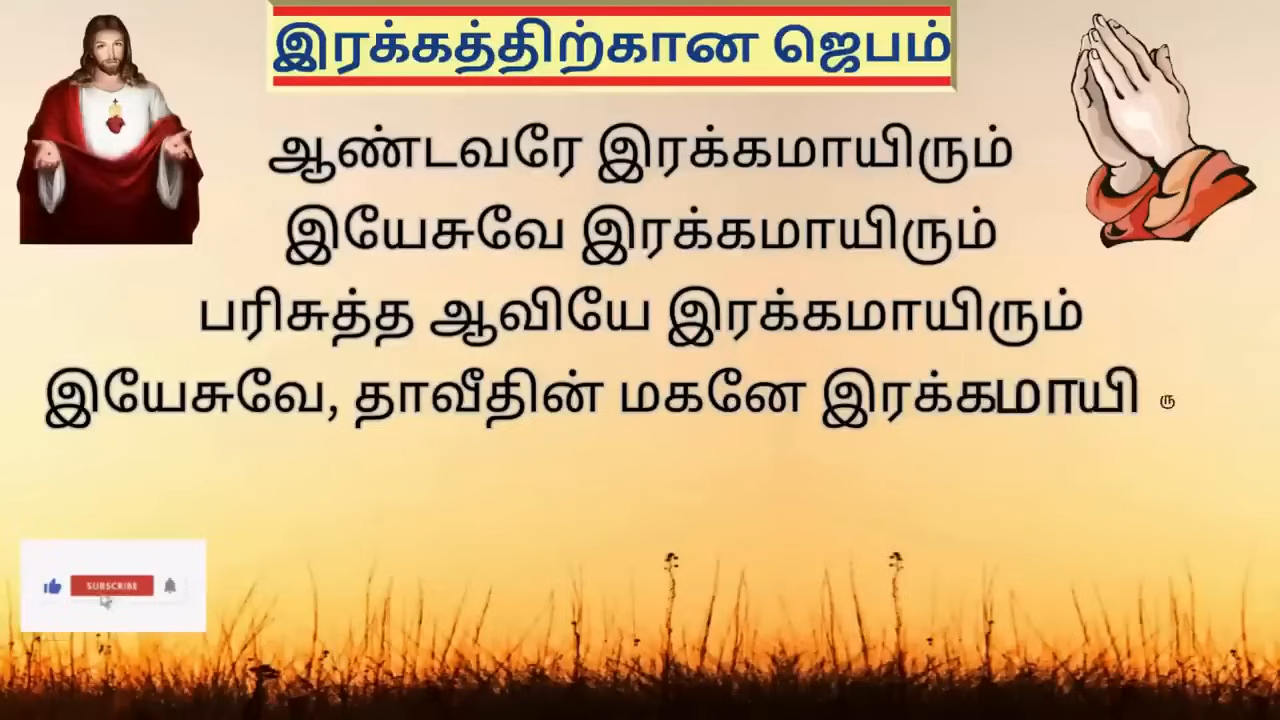 இரக்கத்திற்கான ஜெபம்
ஆண்டவரே இரக்கமாயிரும்
இயேசுவே இரக்கமாயிரும்
பரிசுத்த ஆவியே இரக்கமாயிரும்
இயேசுவே, தாவீதின் மகனே இரக்கமாயி ரு
SUBSCRIBE